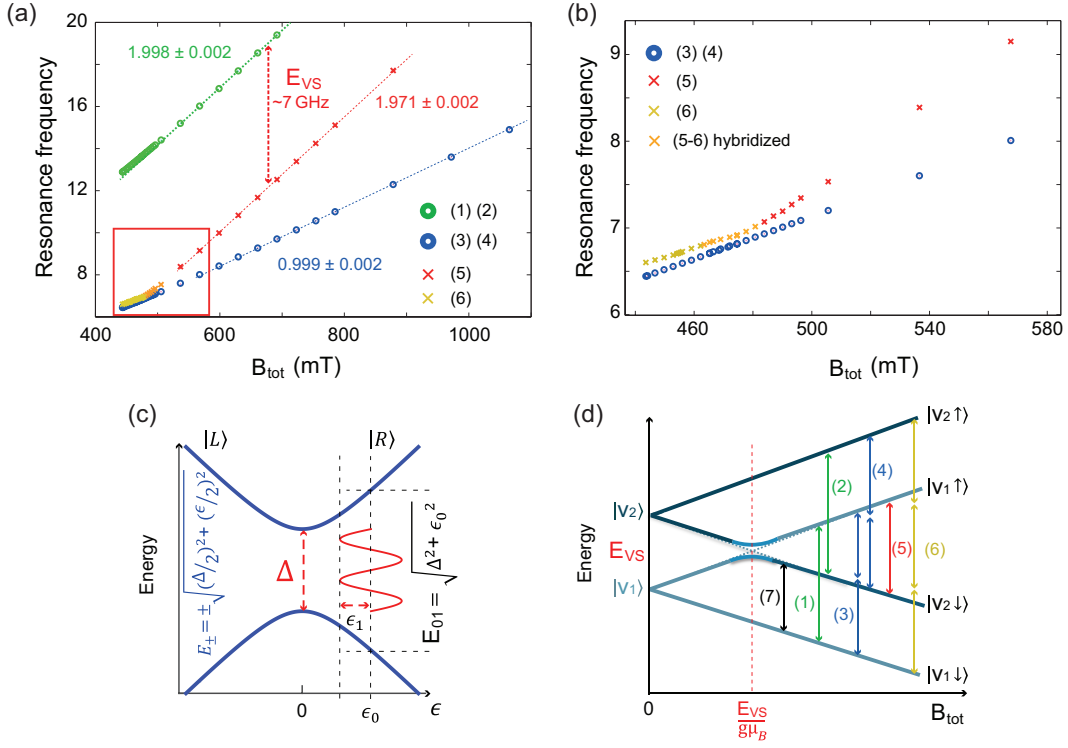 (a)
Resonance frequency
20
16
12
8
400
600
800
1000
B_tot (mT)
1.998 ± 0.002
E_VS
~7 GHz
1.971 ± 0.002
0.999 ± 0.002
(1) (2)
(3) (4)
(5)
(6)
(b)
Resonance frequency
9
8
7
6
460
500
540
580
B_tot (mT)
(3) (4)
(5)
(6)
(5-6) hybridized
(c)
Energy
|L⟩
|R⟩
E_± = ± √((Δ/2)² + (ϵ/2)²)
Δ
ϵ₁
E₀₁ = √(Δ² + ϵ₀²)
0
ϵ₀
ϵ
(d)
Energy
|v₂⟩
E_VS
|v₁⟩
|v₂↑⟩
|v₁↑⟩
|v₂↓⟩
|v₁↓⟩
(2)
(4)
(5)
(6)
(7)
(1)
(3)
0
E_VS
gμ_B
B_tot